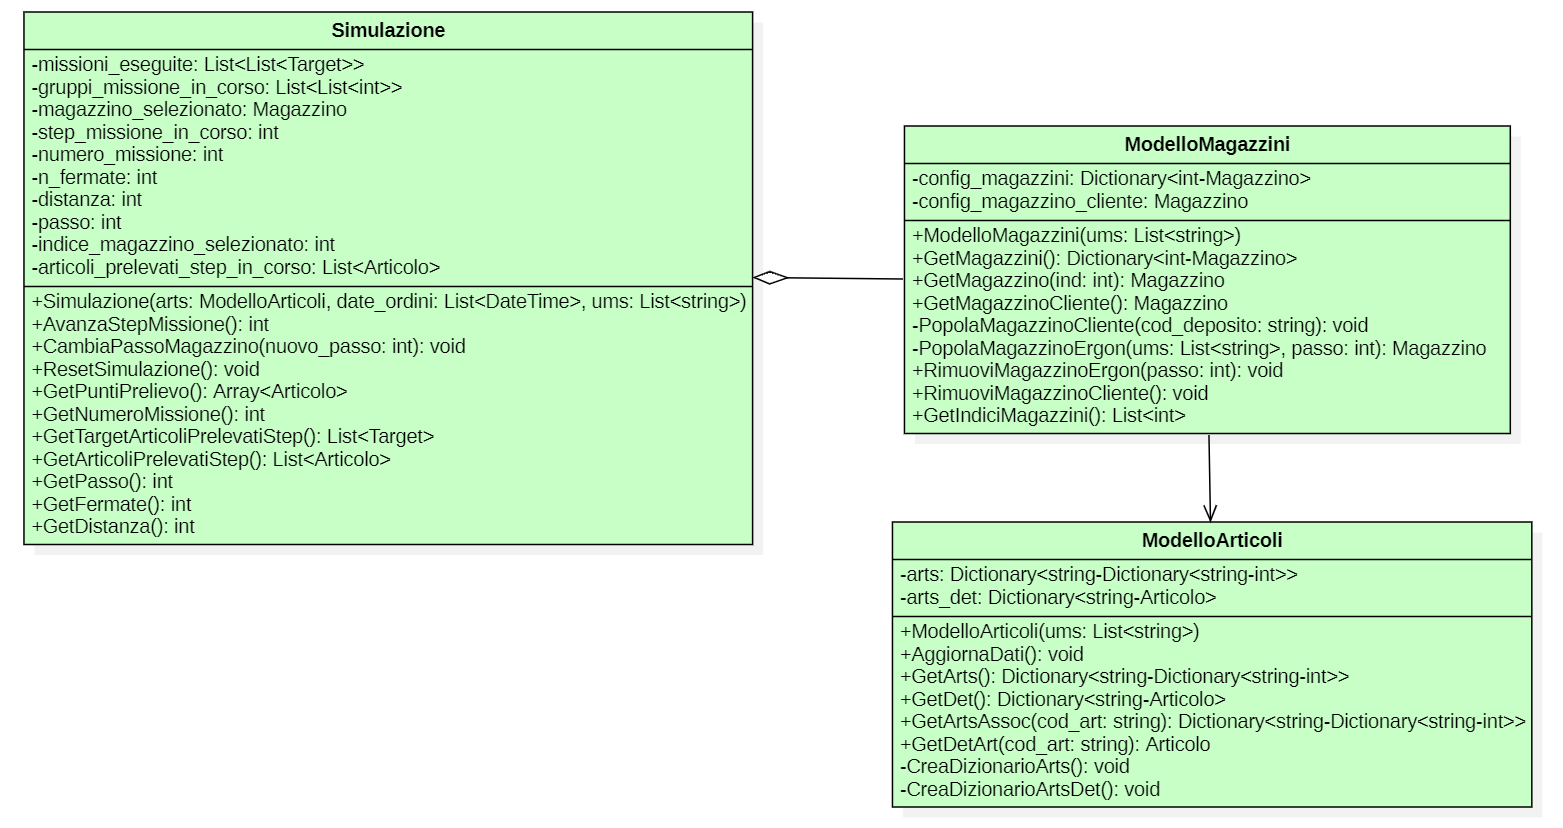 Simulazione
-missioni_eseguite: List<List<Target>>
-gruppi_missione_in_corso: List<List<int>>
-magazzino_selezionato: Magazzino
-step_missione_in_corso: int
-numero_missione: int
-n_fermate: int
-distanza: int
-passo: int
-indice_magazzino_selezionato: int
-articoli_prelevati_step_in_corso: List<Articolo>
+Simulazione(arts: ModelloArticoli, date_ordini: List<DateTime>, ums: List<string>)
+AvanzaStepMissione(): int
+CambiaPassoMagazzino(nuovo_passo: int): void
+ResetSimulazione(): void
+GetPuntiPrelievo(): Array<Articolo>
+GetNumeroMissione(): int
+GetTargetArticoliPrelevatiStep(): List<Target>
+GetArticoliPrelevatiStep(): List<Articolo>
+GetPasso(): int
+GetFermate(): int
+GetDistanza(): int
ModelloMagazzini
-config_magazzini: Dictionary<int-Magazzino>
-config_magazzino_cliente: Magazzino
+ModelloMagazzini(ums: List<string>)
+GetMagazzini(): Dictionary<int-Magazzino>
+GetMagazzino(ind: int): Magazzino
+GetMagazzinoCliente(): Magazzino
-PopolaMagazzinoCliente(cod_deposito: string): void
-PopolaMagazzinoErgon(ums: List<string>, passo: int): Magazzino
+RimuoviMagazzinoErgon(passo: int): void
+RimuoviMagazzinoCliente(): void
+GetIndiciMagazzini(): List<int>
ModelloArticoli
-arts: Dictionary<string-Dictionary<string-int>>
-arts_det: Dictionary<string-Articolo>
+ModelloArticoli(ums: List<string>)
+AggiornaDati(): void
+GetArts(): Dictionary<string-Dictionary<string-int>>
+GetDet(): Dictionary<string-Articolo>
+GetArtsAssoc(cod_art: string): Dictionary<string-Dictionary<string-int>>
+GetDetArt(cod_art: string): Articolo
-CreaDizionarioArts(): void
-CreaDizionarioArtsDet(): void